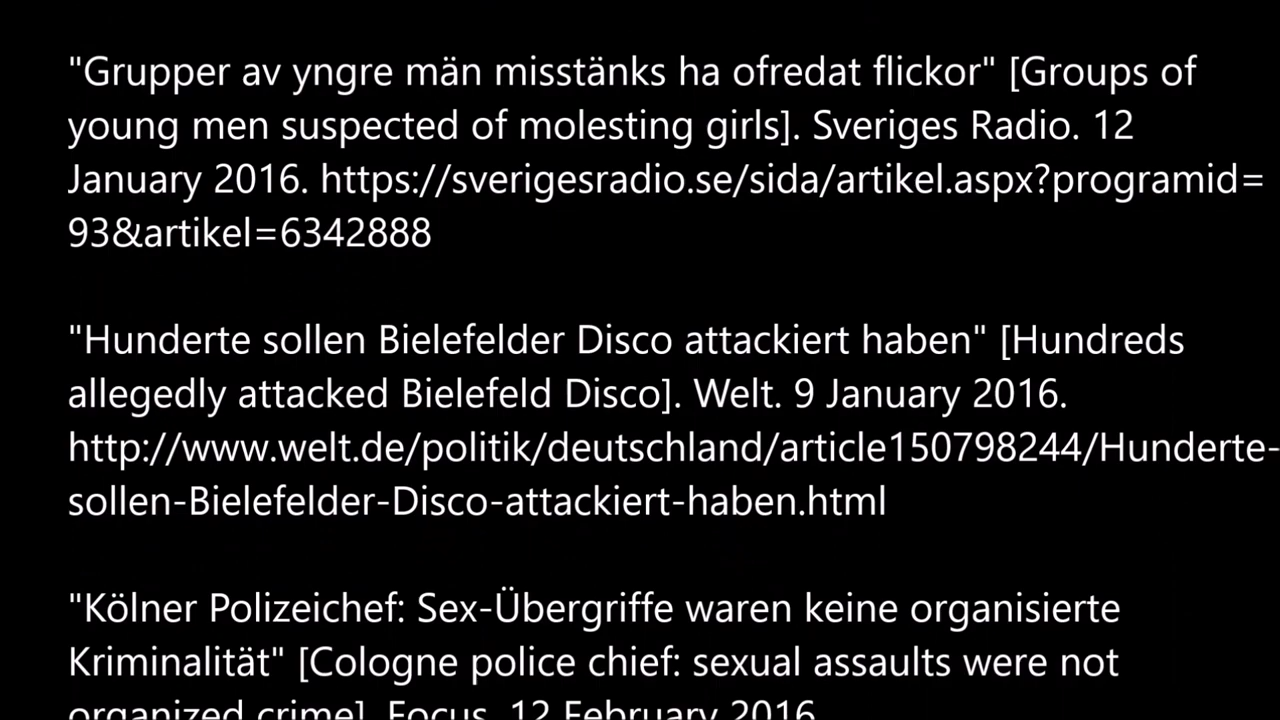 "Grupper av yngre män misstänks ha ofredat flickor" [Groups of
young men suspected of molesting girls]. Sveriges Radio. 12
January 2016. https://sverigesradio.se/sida/artikel.aspx?programid=
93&artikel=6342888
"Hunderte sollen Bielefelder Disco attackiert haben" [Hundreds
allegedly attacked Bielefeld Disco]. Welt. 9 January 2016.
http://www.welt.de/politik/deutschland/article150798244/Hunderte-
sollen-Bielefelder-Disco-attackiert-haben.html
"Kölner Polizeichef: Sex-Übergriffe waren keine organisierte
Kriminalität" [Cologne police chief: sexual assaults were not
organized crime]. Focus. 12 February 2016.